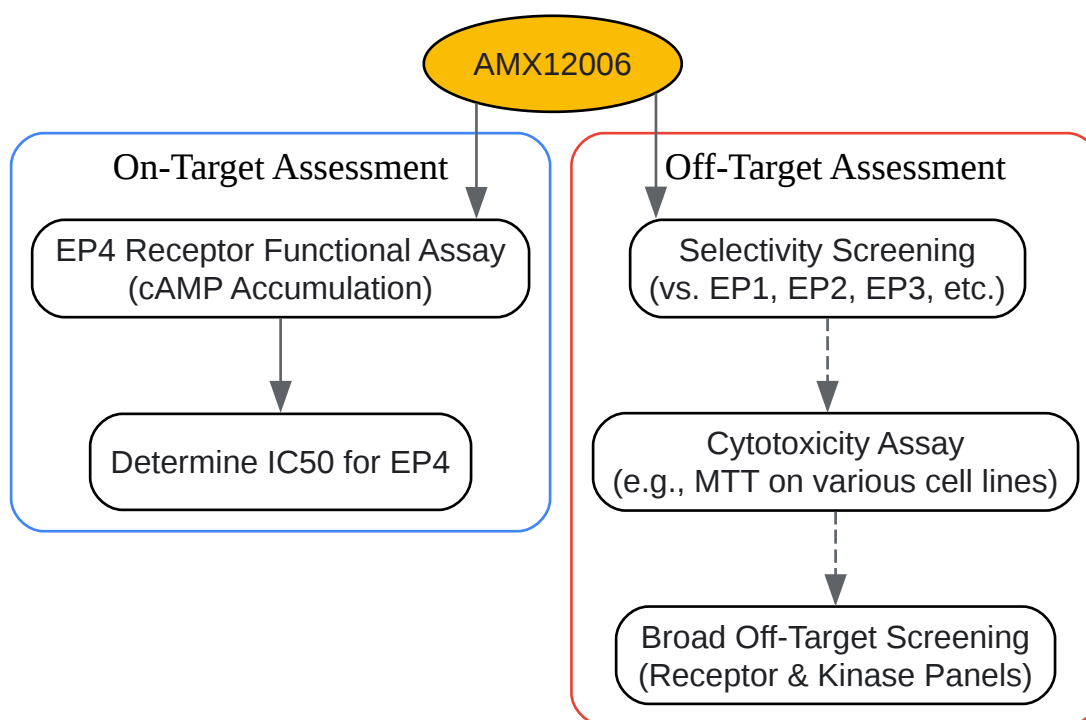 AMX12006
On-Target Assessment
EP4 Receptor Functional Assay
(cAMP Accumulation)
Determine IC50 for EP4
Off-Target Assessment
Selectivity Screening
(vs. EP1, EP2, EP3, etc.)
Cytotoxicity Assay
(e.g., MTT on various cell lines)
Broad Off-Target Screening
(Receptor & Kinase Panels)